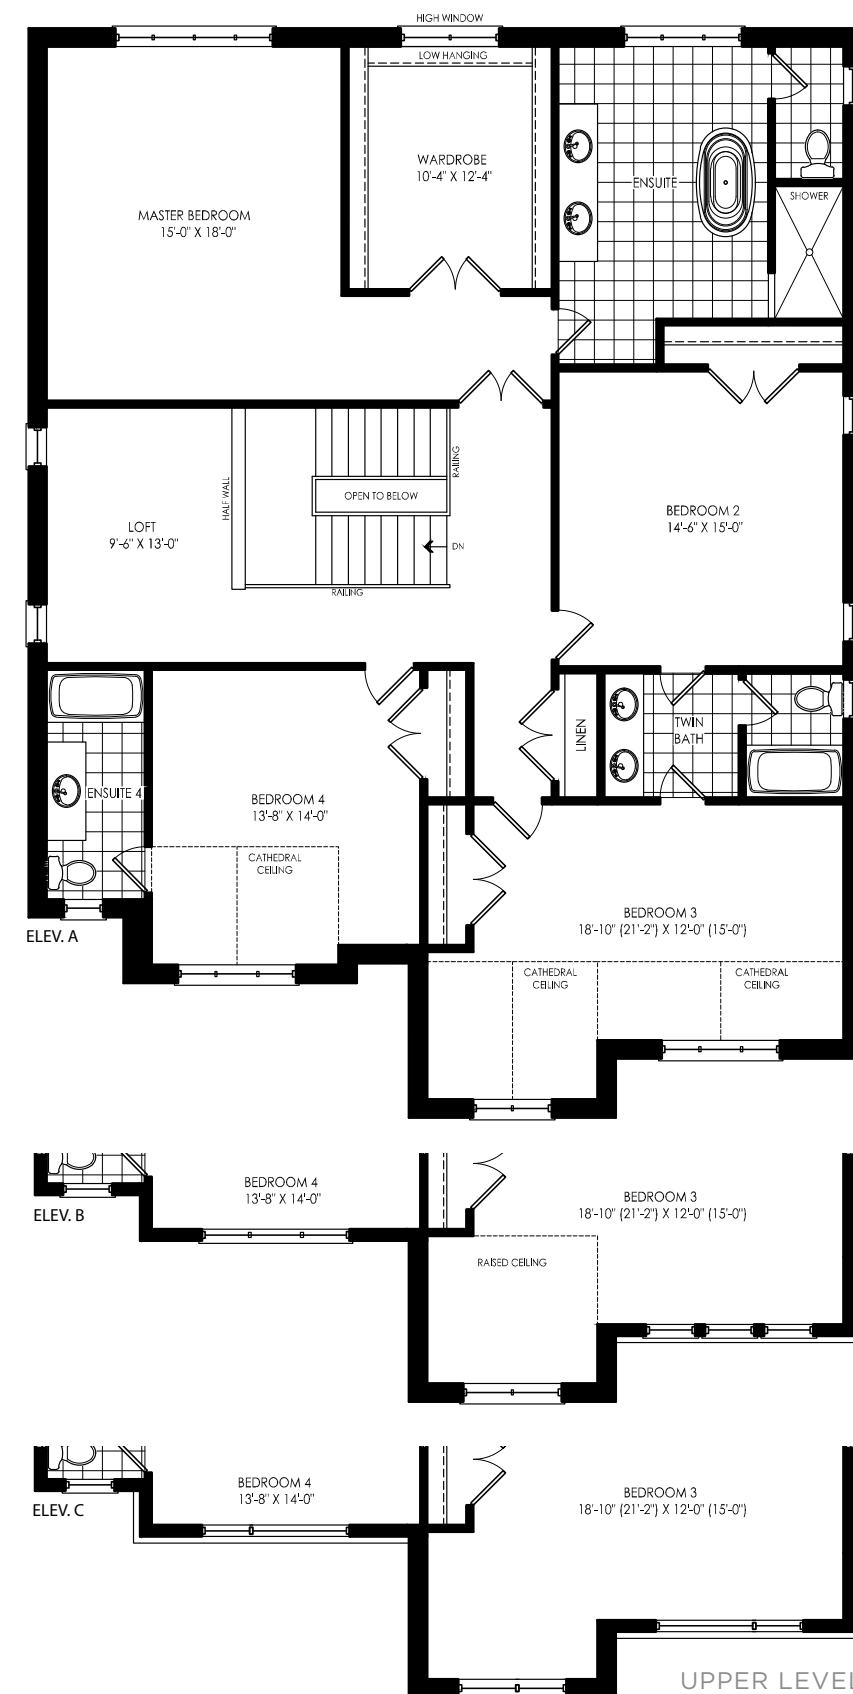 HIGH WINDOW
LOW HANGING
WARDROBE
10'-4" X 12'-4"
ENSUITE
SHOWER
MASTER BEDROOM
15'-0" X 18'-0"
HALF WALL
RAILING
OPEN TO BELOW
BEDROOM 2
14'-6" X 15'-0"
LOFT
9'-6" X 13'-0"
DN
RAILING
LINEN
TWIN
BATH
ENSUITE 4
BEDROOM 4
13'-8" X 14'-0"
CATHEDRAL
CEILING
BEDROOM 3
18'-10" (21'-2") X 12'-0" (15'-0")
ELEV. A
CATHEDRAL
CEILING
CATHEDRAL
CEILING
BEDROOM 4
13'-8" X 14'-0"
BEDROOM 3
18'-10" (21'-2") X 12'-0" (15'-0")
ELEV. B
RAISED CEILING
BEDROOM 4
13'-8" X 14'-0"
BEDROOM 3
18'-10" (21'-2") X 12'-0" (15'-0")
ELEV. C
UPPER LEVEL